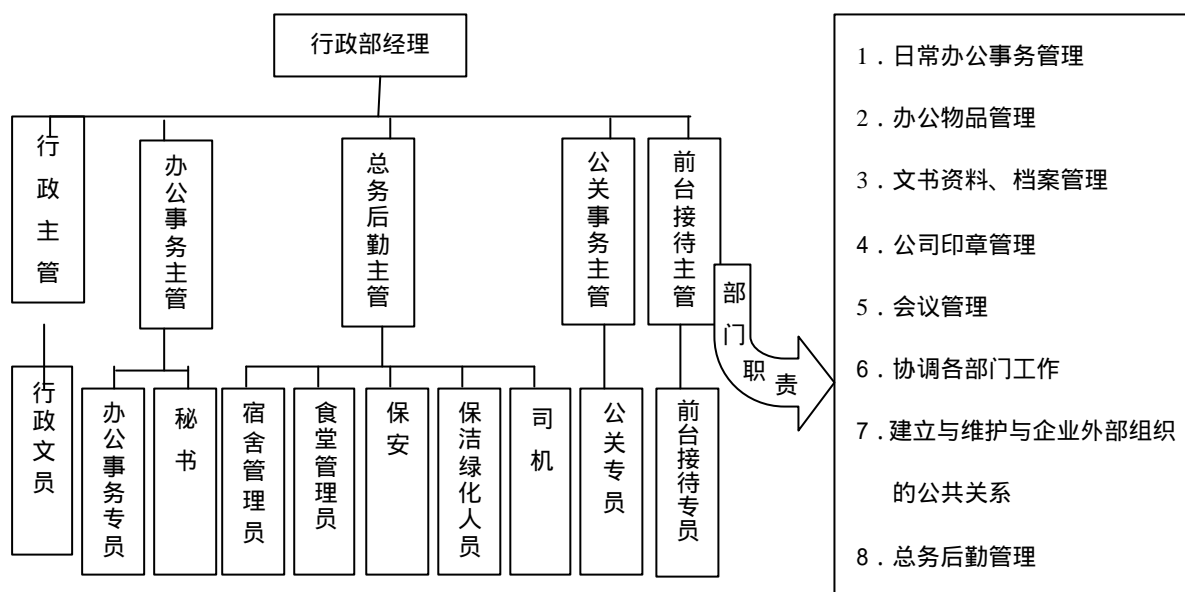 行政部经理
行政主管
办公事务主管
总务后勤主管
公关事务主管
前台接待主管
行政文员
办公事务专员
秘书
宿舍管理员
食堂管理员
保安
保洁绿化人员
司机
公关专员
前台接待专员
部门职责
1．日常办公事务管理
2．办公物品管理
3．文书资料、档案管理
4．公司印章管理
5．会议管理
6．协调各部门工作
7．建立与维护与企业外部组织
的公共关系
8．总务后勤管理